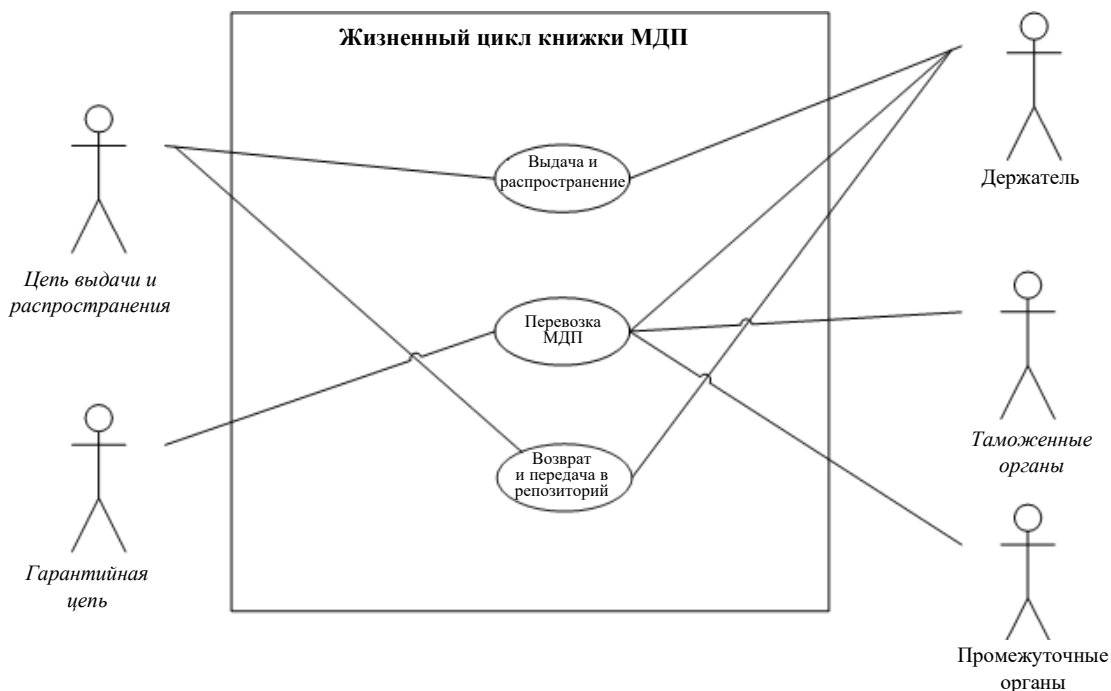 Жизненный цикл книжки МДП
Выдача и
распространение
Держатель
Цепь выдачи и
распространения
Перевозка
МДП
Таможенные
органы
Возврат
и передача в
репозиторий
Гарантийная
цепь
Промежуточные
органы